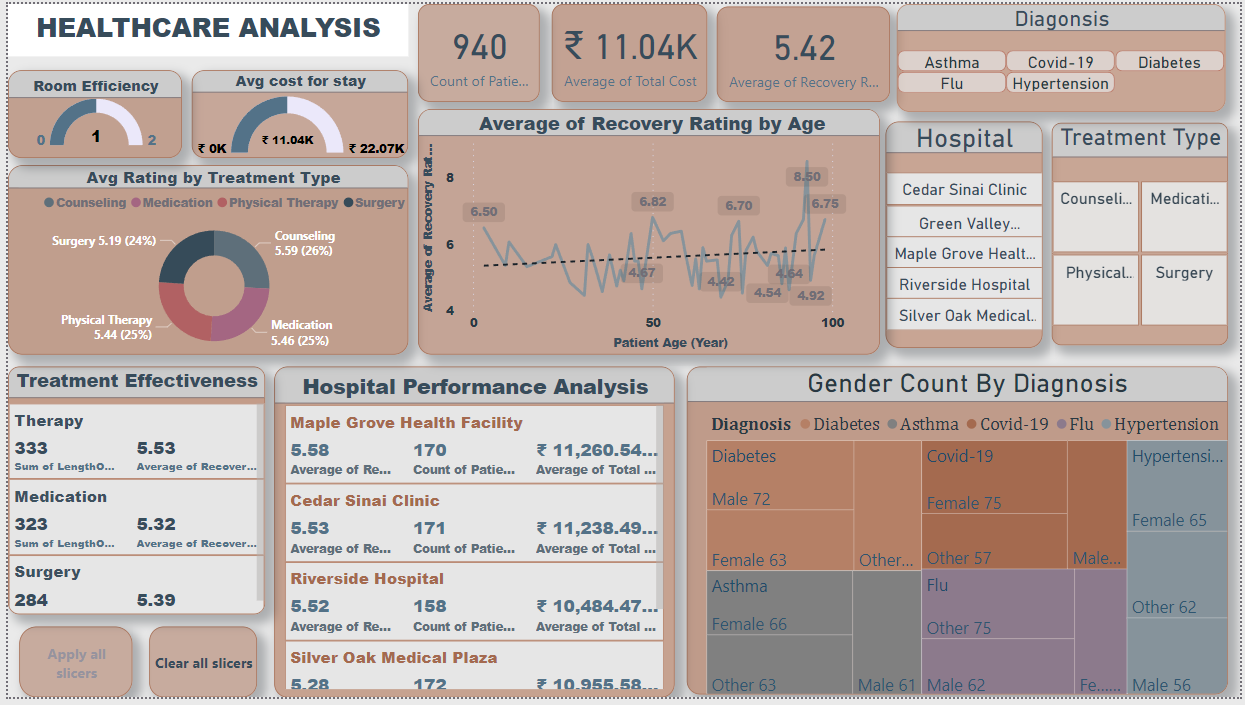 HEALTHCARE ANALYSIS
940
Count of Patie...
₹ 11.04K
Average of Total Cost
5.42
Average of Recovery R...
Diagonsis
Asthma
Covid-19
Diabetes
Flu
Hypertension
Room Efficiency
0
1
2
Avg cost for stay
₹ 0K
₹ 11.04K
₹ 22.07K
Avg Rating by Treatment Type
Counseling
Medication
Physical Therapy
Surgery
Surgery 5.19 (24%)
Counseling
5.59 (26%)
Physical Therapy
5.44 (25%)
Medication
5.46 (25%)
Average of Recovery Rating by Age
Average of Recovery Rat...
8
6
4
6.50
4.67
6.82
4.42
6.70
4.54
4.64
8.50
4.92
6.75
0
50
100
Patient Age (Year)
Hospital
Cedar Sinai Clinic
Green Valley...
Maple Grove Healt...
Riverside Hospital
Silver Oak Medical..
Treatment Type
Counseli...
Medicati...
Physical..
Surgery
Treatment Effectiveness
Therapy
333
5.53
Sum of LengthO...
Average of Recover...
Medication
323
5.32
Sum of LengthO...
Average of Recover...
Surgery
284
5.39
Apply all
slicers
Clear all slicers
Hospital Performance Analysis
Maple Grove Health Facility
5.58
170
₹ 11,260.54...
Average of Re...
Count of Patie...
Average of Total ...
Cedar Sinai Clinic
5.53
171
₹ 11,238.49...
Average of Re...
Count of Patie...
Average of Total ...
Riverside Hospital
5.52
158
₹ 10,484.47...
Average of Re...
Count of Patie...
Average of Total ...
Silver Oak Medical Plaza
5.28
172
₹ 10,955.58...
Gender Count By Diagnosis
Diagnosis
Diabetes
Asthma
Covid-19
Flu
Hypertension
Diabetes
Male 72
Female 63
Other...
Asthma
Female 66
Other 63
Male 61
Covid-19
Female 75
Other 57
Male...
Flu
Other 75
Male 62
Fe......
Hypertensi...
Female 65
Other 62
Male 56